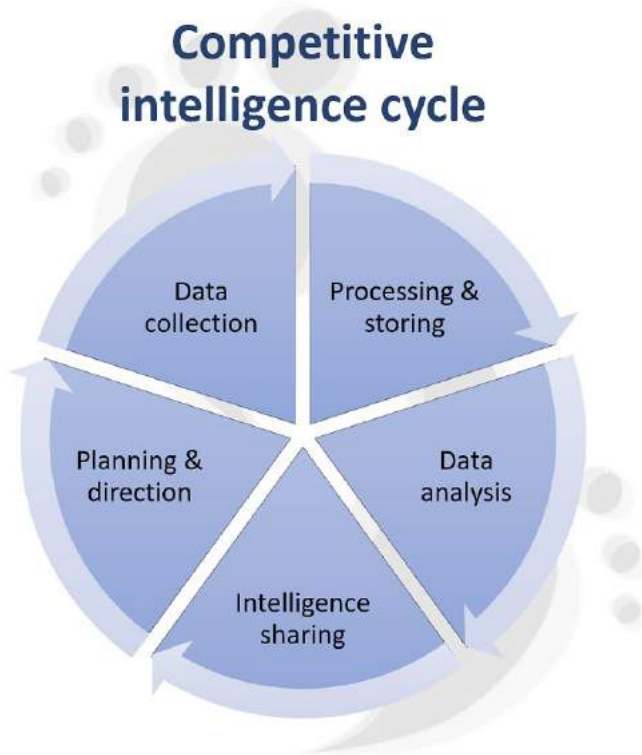 Competitive
intelligence cycle
Data
collection
Processing &
storing
Planning &
direction
Data
analysis
Intelligence
sharing